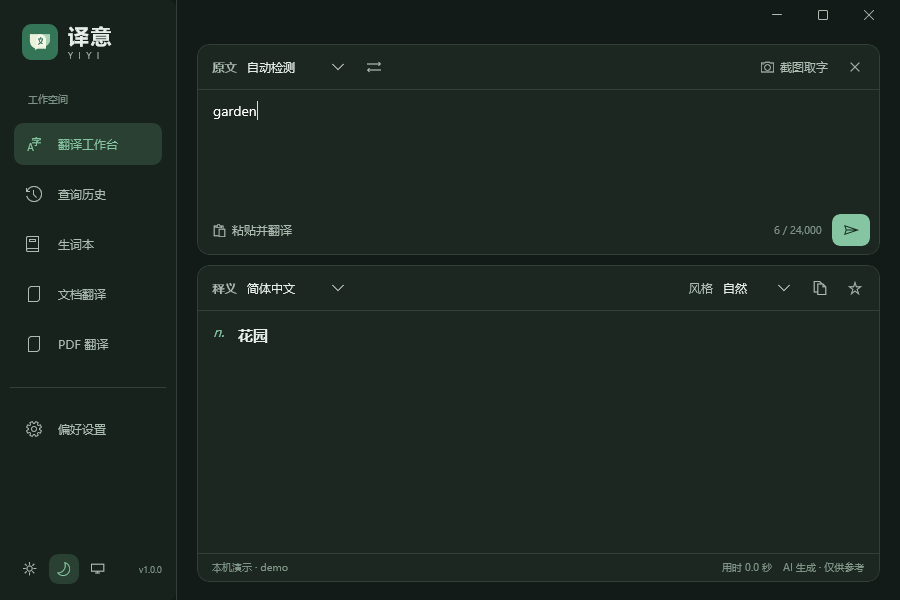 译意
YIYI
工作空间
翻译工作台
查询历史
生词本
文档翻译
PDF 翻译
偏好设置
v1.0.0
原文 自动检测
截图取字
garden
粘贴并翻译
6 / 24,000
释义 简体中文
风格 自然
n. 花园
本机演示 · demo
用时 0.0 秒 AI 生成 · 仅供参考